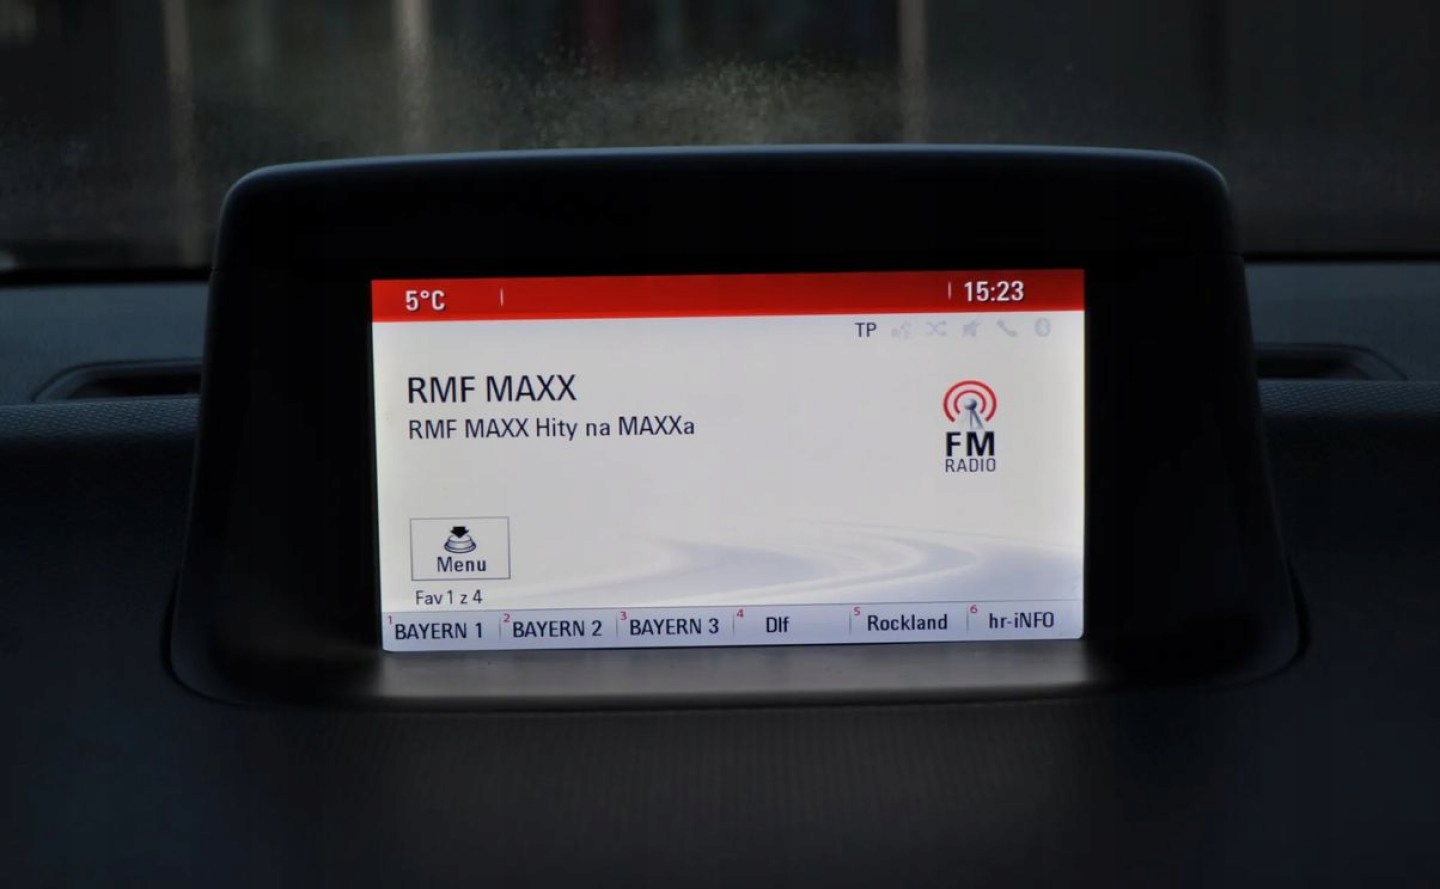 5°C 15:23
TP
RMF MAXX
RMF MAXX Hity na MAXXa
FM
RADIO
Menu
Fav 1 z 4
1 BAYERN 1 2 BAYERN 2 3 BAYERN 3 4 Dlf 5 Rockland 6 hr-iNFO